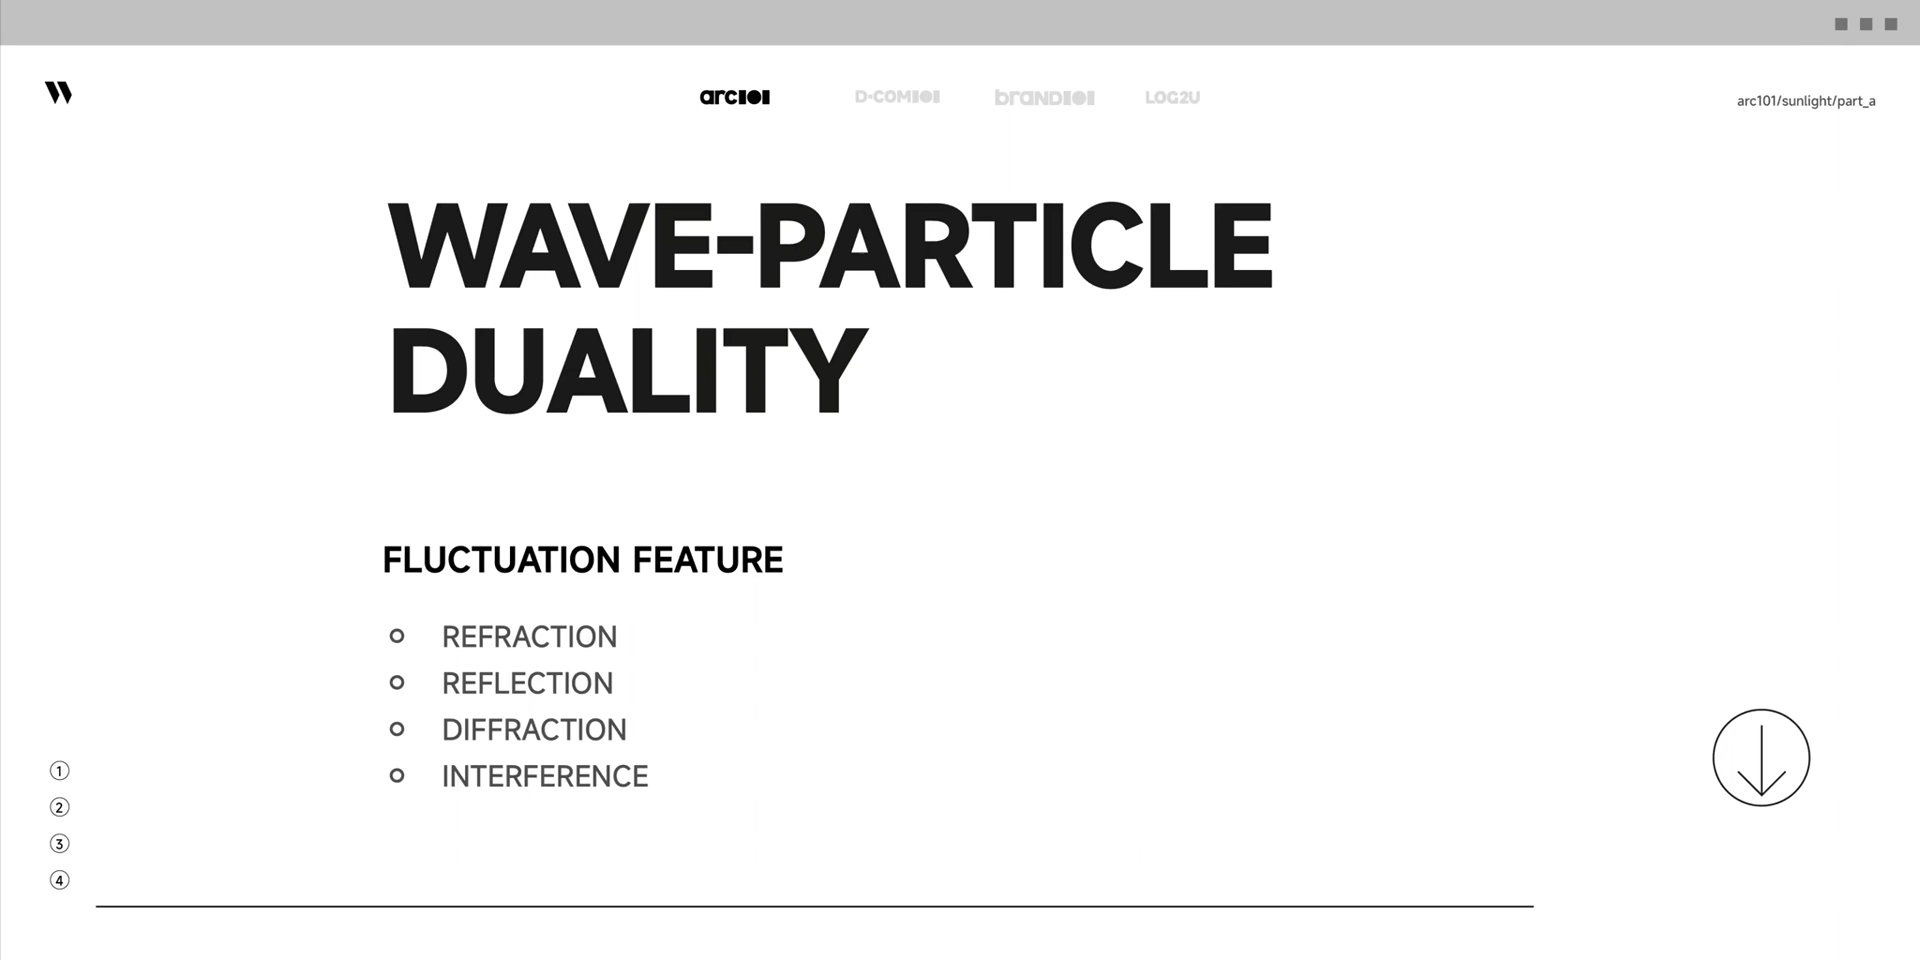 arc101
D·COM101
braND101
LOG2U
arc101/sunlight/part_a
WAVE-PARTICLE
DUALITY
FLUCTUATION FEATURE
REFRACTION
REFLECTION
DIFFRACTION
INTERFERENCE
1
2
3
4